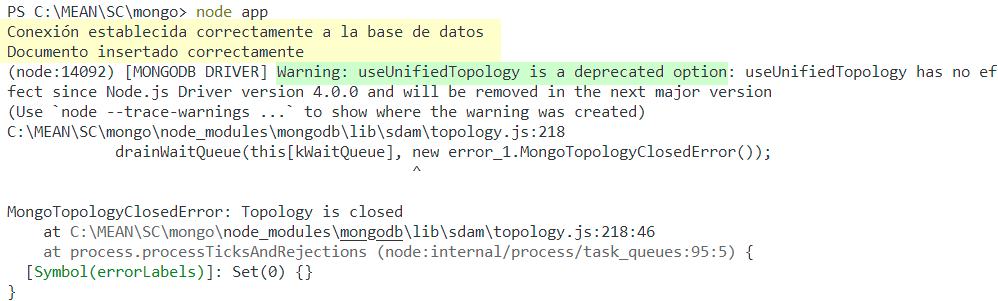 PS C:\MEAN\SC\mongo> node app
Conexión establecida correctamente a la base de datos
Documento insertado correctamente
(node:14092) [MONGODB DRIVER] Warning: useUnifiedTopology is a deprecated option: useUnifiedTopology has no ef
fect since Node.js Driver version 4.0.0 and will be removed in the next major version
(Use `node --trace-warnings ...` to show where the warning was created)
C:\MEAN\SC\mongo\node_modules\mongodb\lib\sdam\topology.js:218
            drainWaitQueue(this[kWaitQueue], new error_1.MongoTopologyClosedError());
                                             ^

MongoTopologyClosedError: Topology is closed
    at C:\MEAN\SC\mongo\node_modules\mongodb\lib\sdam\topology.js:218:46
    at process.processTicksAndRejections (node:internal/process/task_queues:95:5) {
  [Symbol(errorLabels)]: Set(0) {}
}